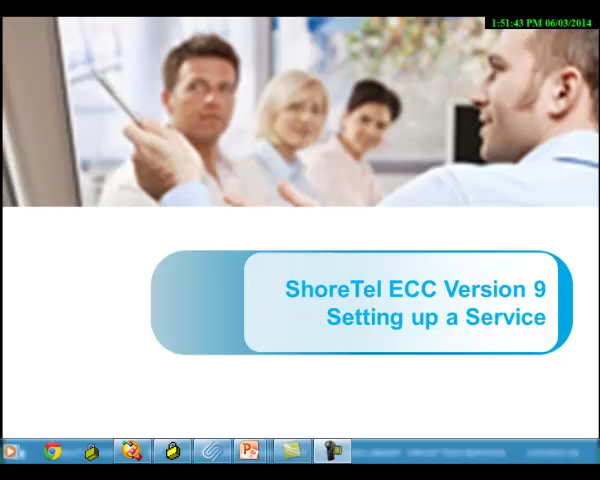 1:51:43 PM 06/03/2014
ShoreTel ECC Version 9
Setting up a Service